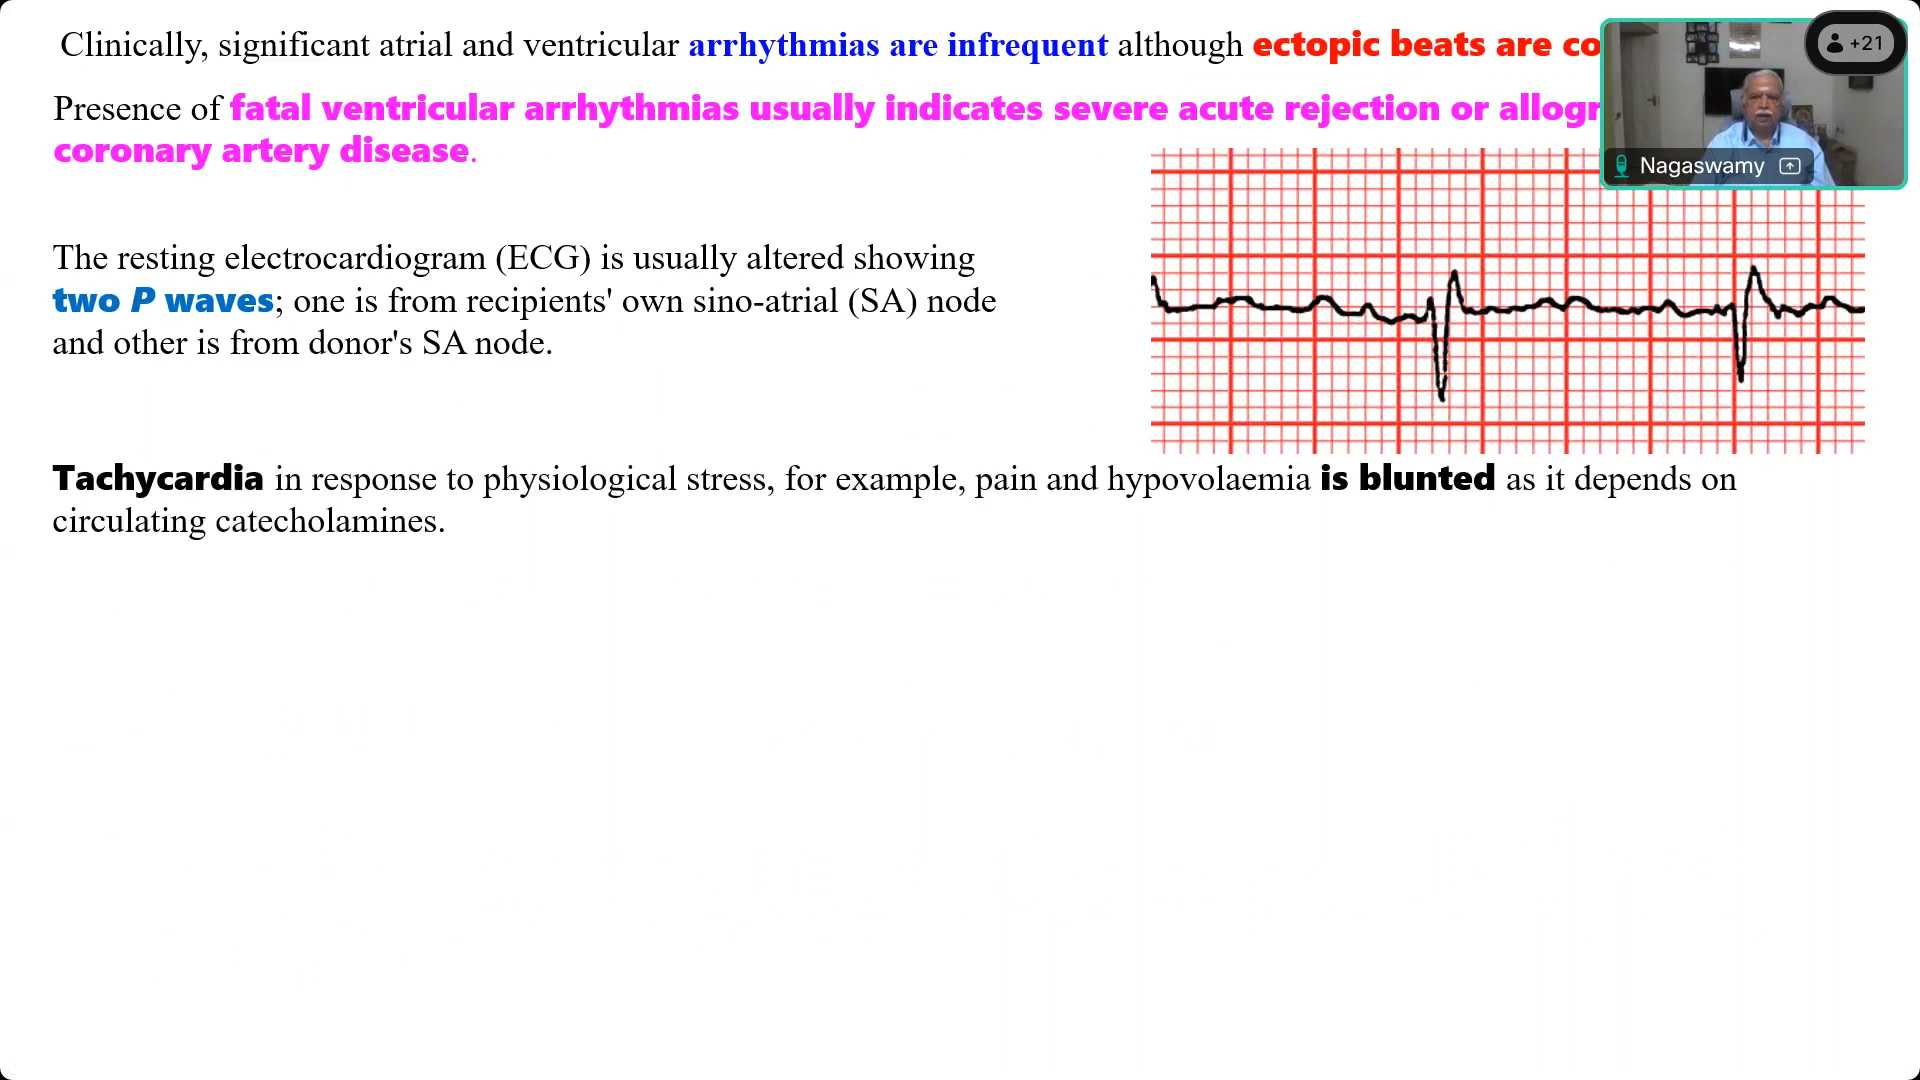 Clinically, significant atrial and ventricular arrhythmias are infrequent although ectopic beats are
+21
Presence of fatal ventricular arrhythmias usually indicates severe acute rejection or
coronary artery disease.
Nagaswamy
The resting electrocardiogram (ECG) is usually altered showing
two P waves; one is from recipients' own sino-atrial (SA) node
and other is from donor's SA node.
Tachycardia in response to physiological stress, for example, pain and hypovolaemia is blunted as it depends on
circulating catecholamines.